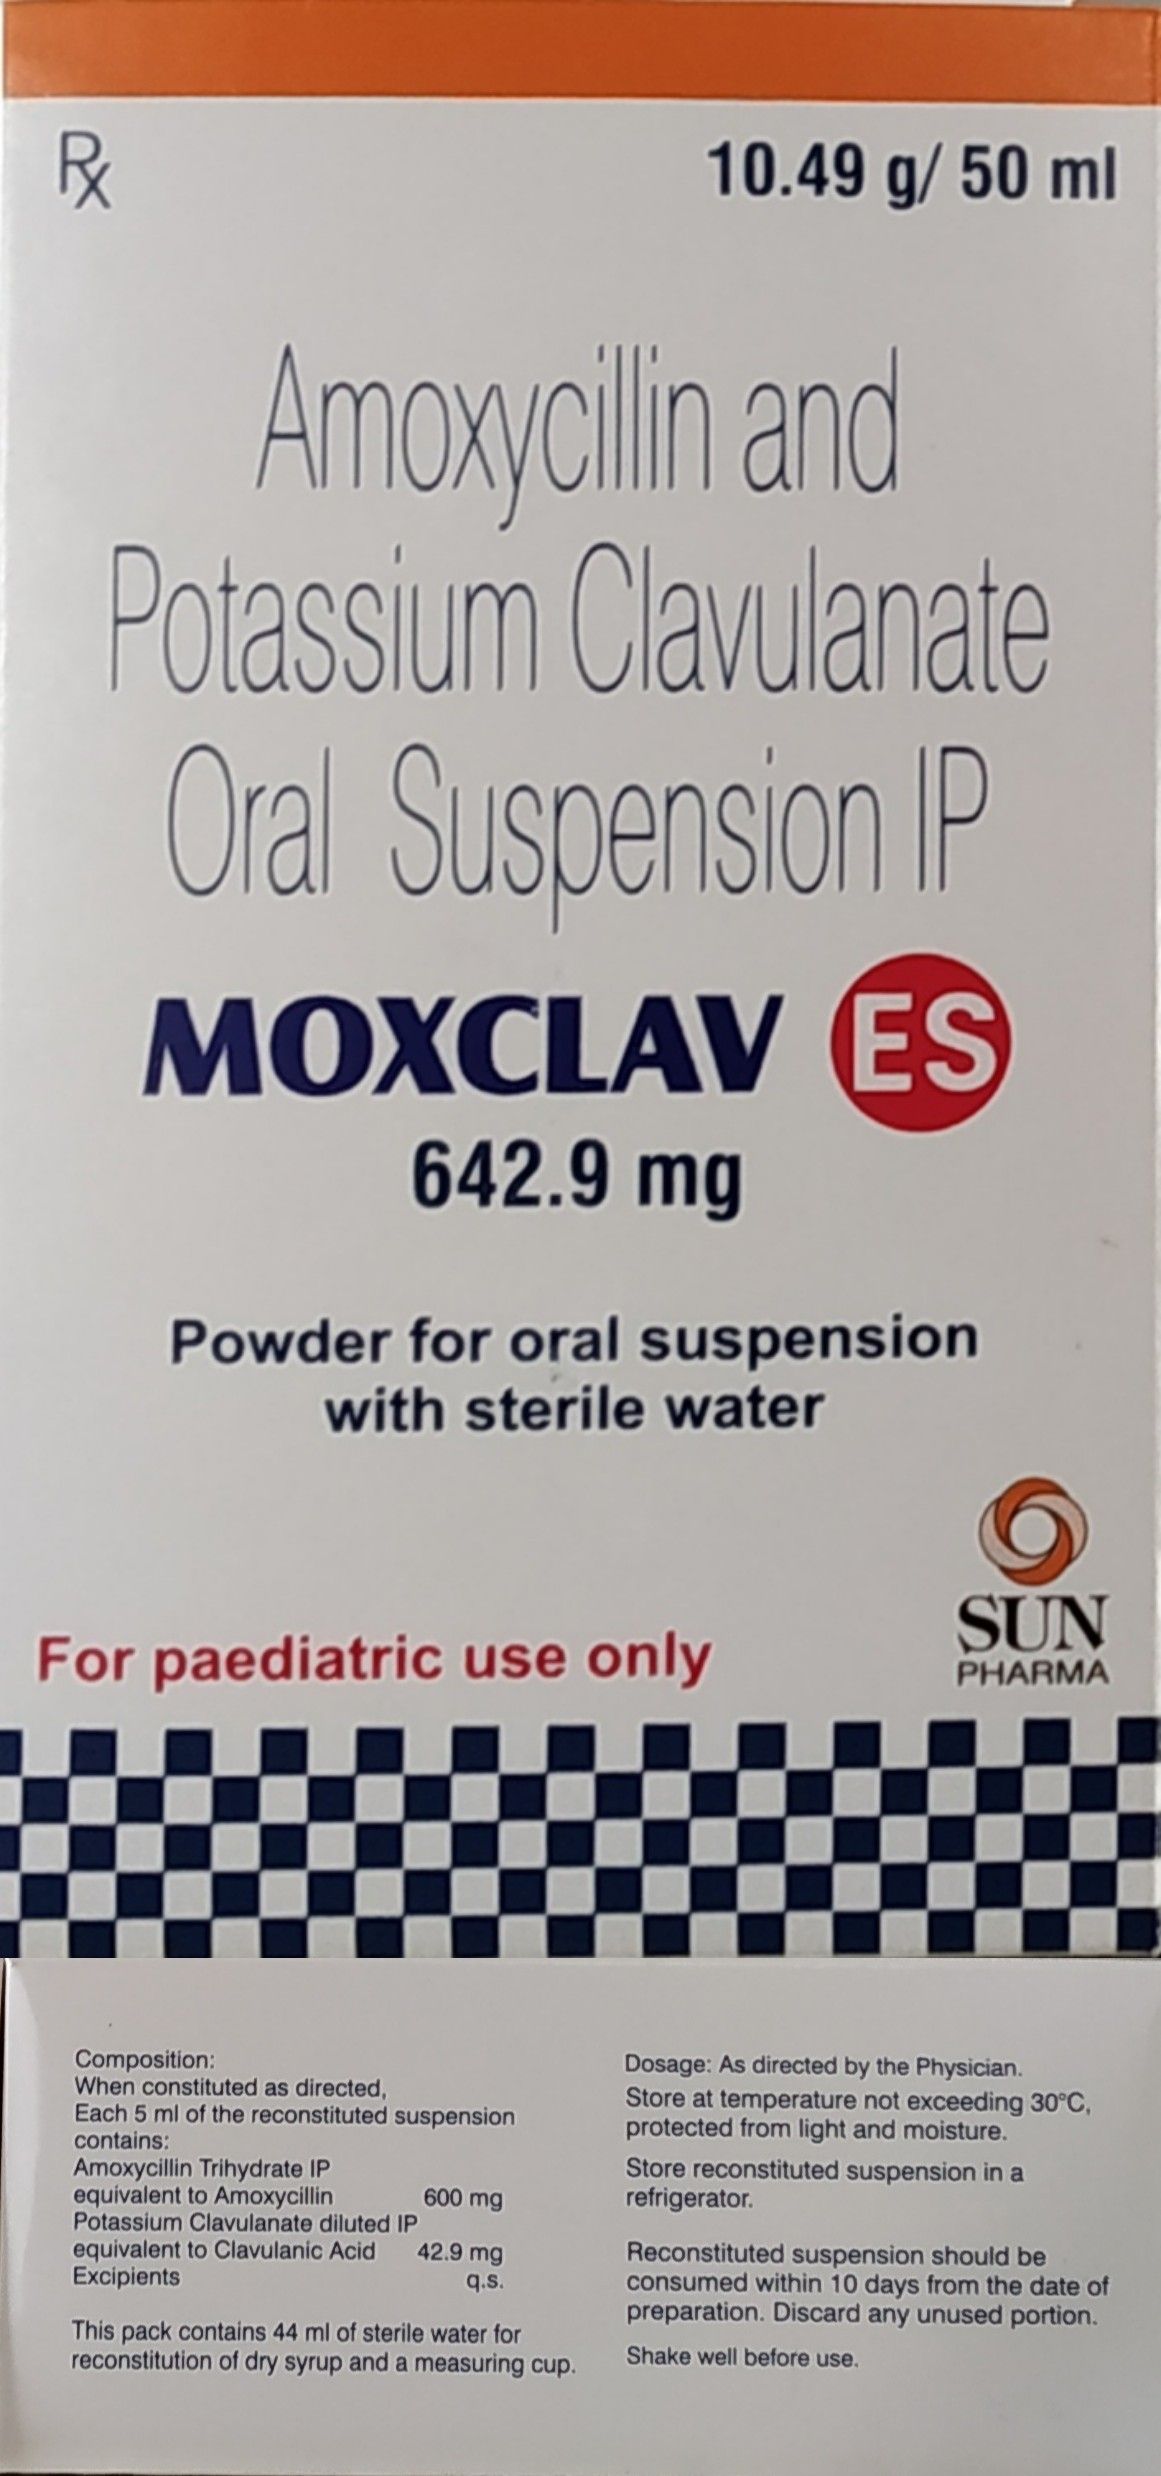 Rx
10.49 g/ 50 ml
Amoxycillin and
Potassium Clavulanate
Oral Suspension IP
MOXCLAV ES
642.9 mg
Powder for oral suspension
with sterile water
For paediatric use only
SUN
PHARMA
Composition:
When constituted as directed,
Each 5 ml of the reconstituted suspension
contains:
Amoxycillin Trihydrate IP
equivalent to Amoxycillin 600 mg
Potassium Clavulanate diluted IP
equivalent to Clavulanic Acid 42.9 mg
Excipients q.s.
This pack contains 44 ml of sterile water for
reconstitution of dry syrup and a measuring cup.
Dosage: As directed by the Physician.
Store at temperature not exceeding 30°C,
protected from light and moisture.
Store reconstituted suspension in a
refrigerator.
Reconstituted suspension should be
consumed within 10 days from the date of
preparation. Discard any unused portion.
Shake well before use.